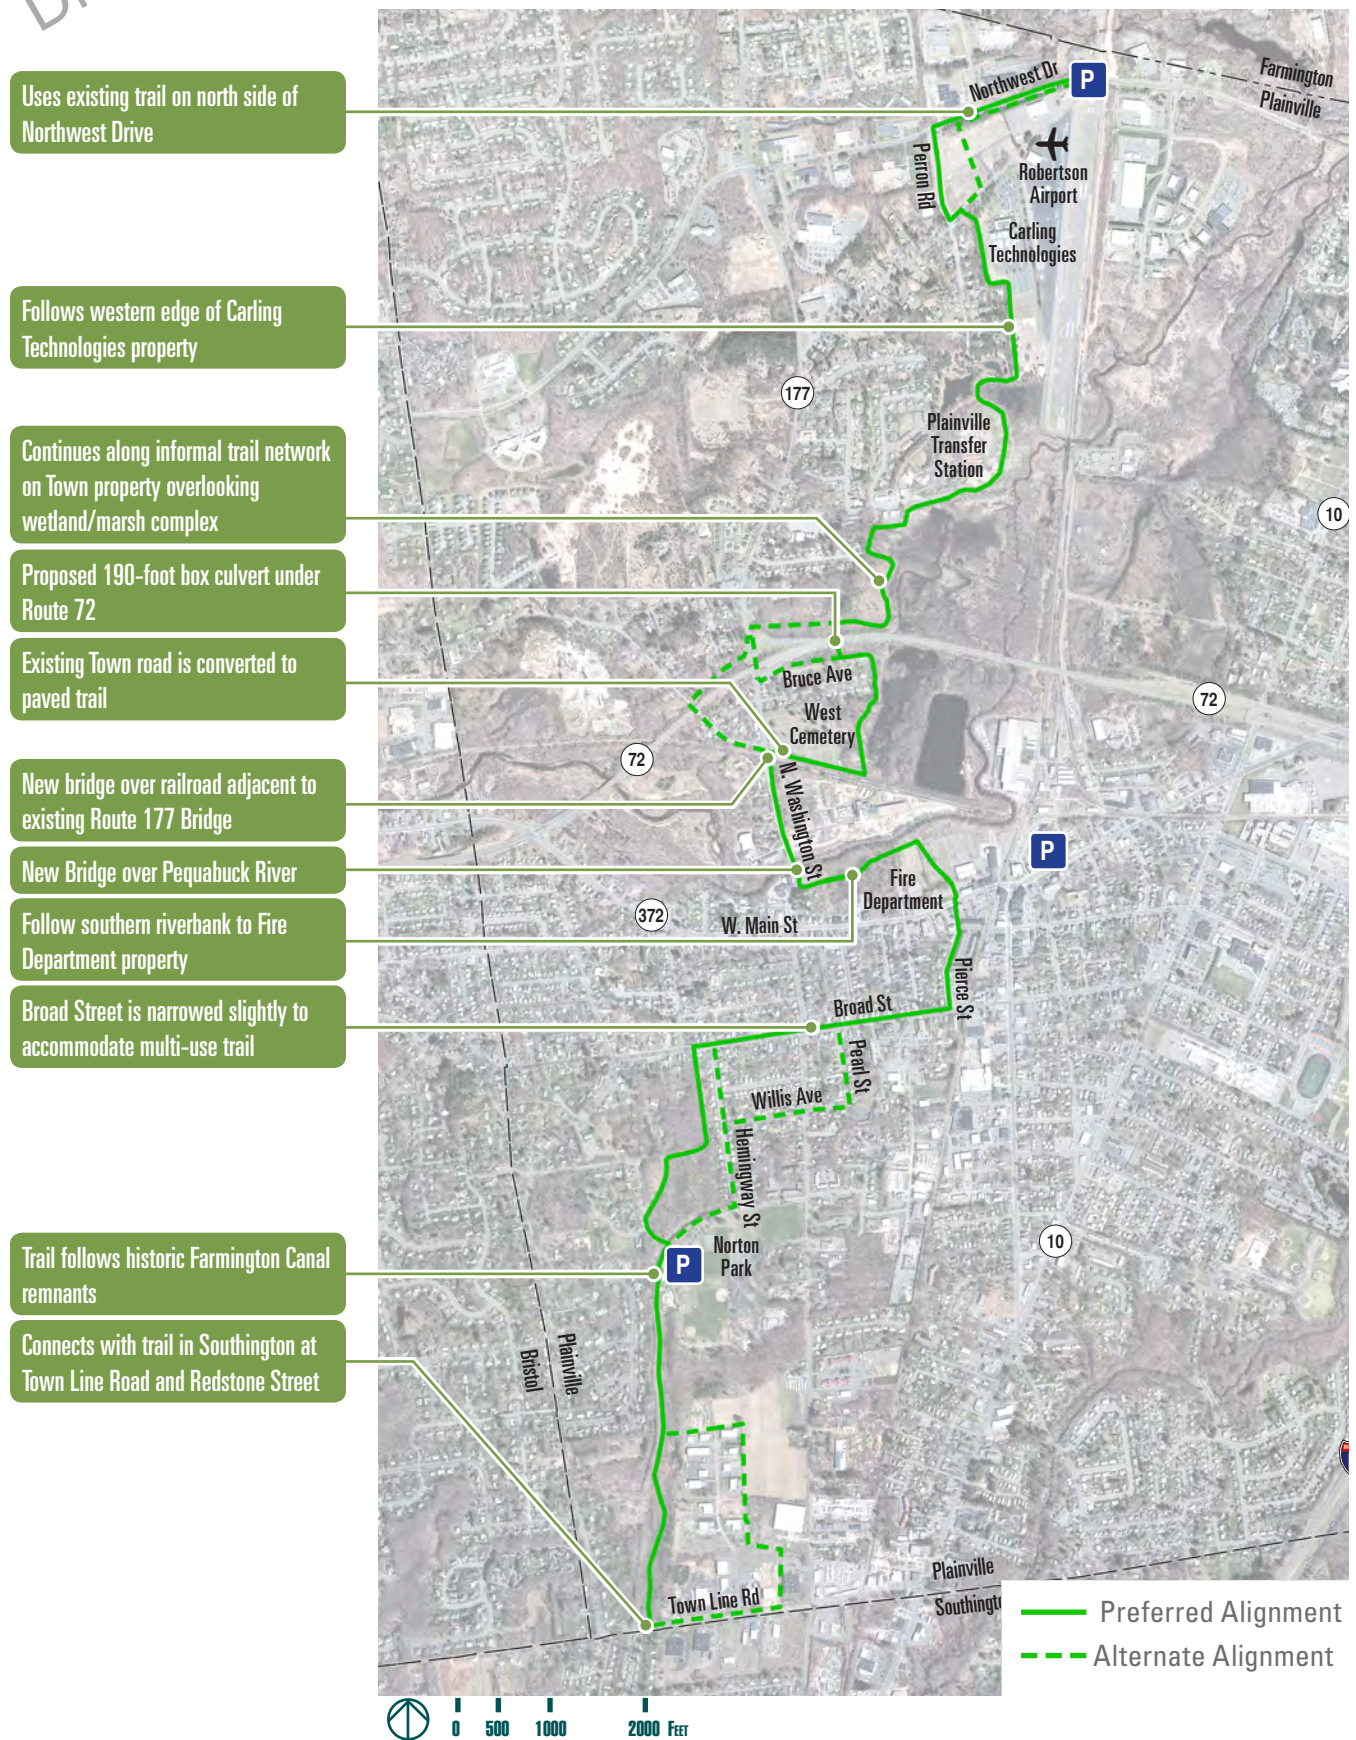 Uses existing trail on north side of
Northwest Drive
Follows western edge of Carling
Technologies property
Continues along informal trail network
on Town property overlooking
wetland/marsh complex
Proposed 190-foot box culvert under
Route 72
Existing Town road is converted to
paved trail
New bridge over railroad adjacent to
existing Route 177 Bridge
New Bridge over Pequabuck River
Follow southern riverbank to Fire
Department property
Broad Street is narrowed slightly to
accommodate multi-use trail
Trail follows historic Farmington Canal
remnants
Connects with trail in Southington at
Town Line Road and Redstone Street
Northwest Dr
P
Farmington
Plainville
Perron Rd
Robertson
Airport
Carling
Technologies
177
Plainville
Transfer
Station
10
Bruce Ave
West
Cemetery
72
72
N. Washington St
P
Fire
Department
372
W. Main St
Pierce St
Broad St
Pearl St
Willis Ave
Hemingway St
Norton
Park
P
10
Plainville
Bristol
Town Line Rd
Plainville
Preferred Alignment
Alternate Alignment
0 500 1000 2000 Feet